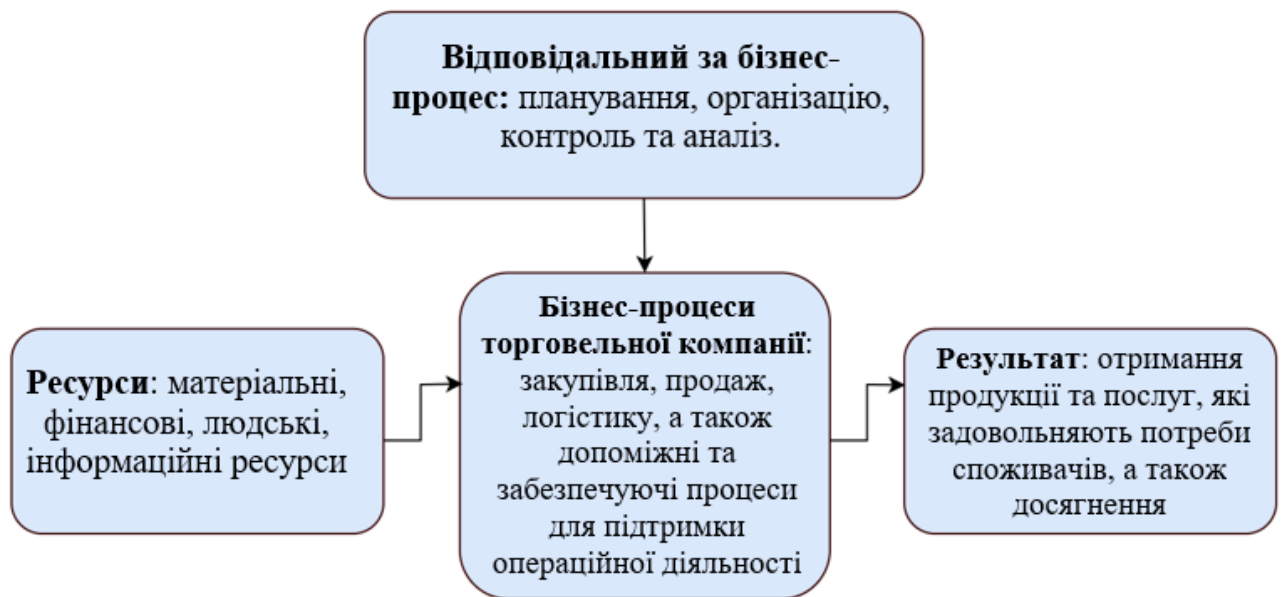 Відповідальний за бізнес-
процес: планування, організацію,
контроль та аналіз.
Ресурси: матеріальні,
фінансові, людські,
інформаційні ресурси
Бізнес-процеси
торговельної компанії:
закупівля, продаж,
логістику, а також
допоміжні та
забезпечуючі процеси
для підтримки
операційної діяльності
Результат: отримання
продукції та послуг, які
задовольняють потреби
споживачів, а також
досягнення